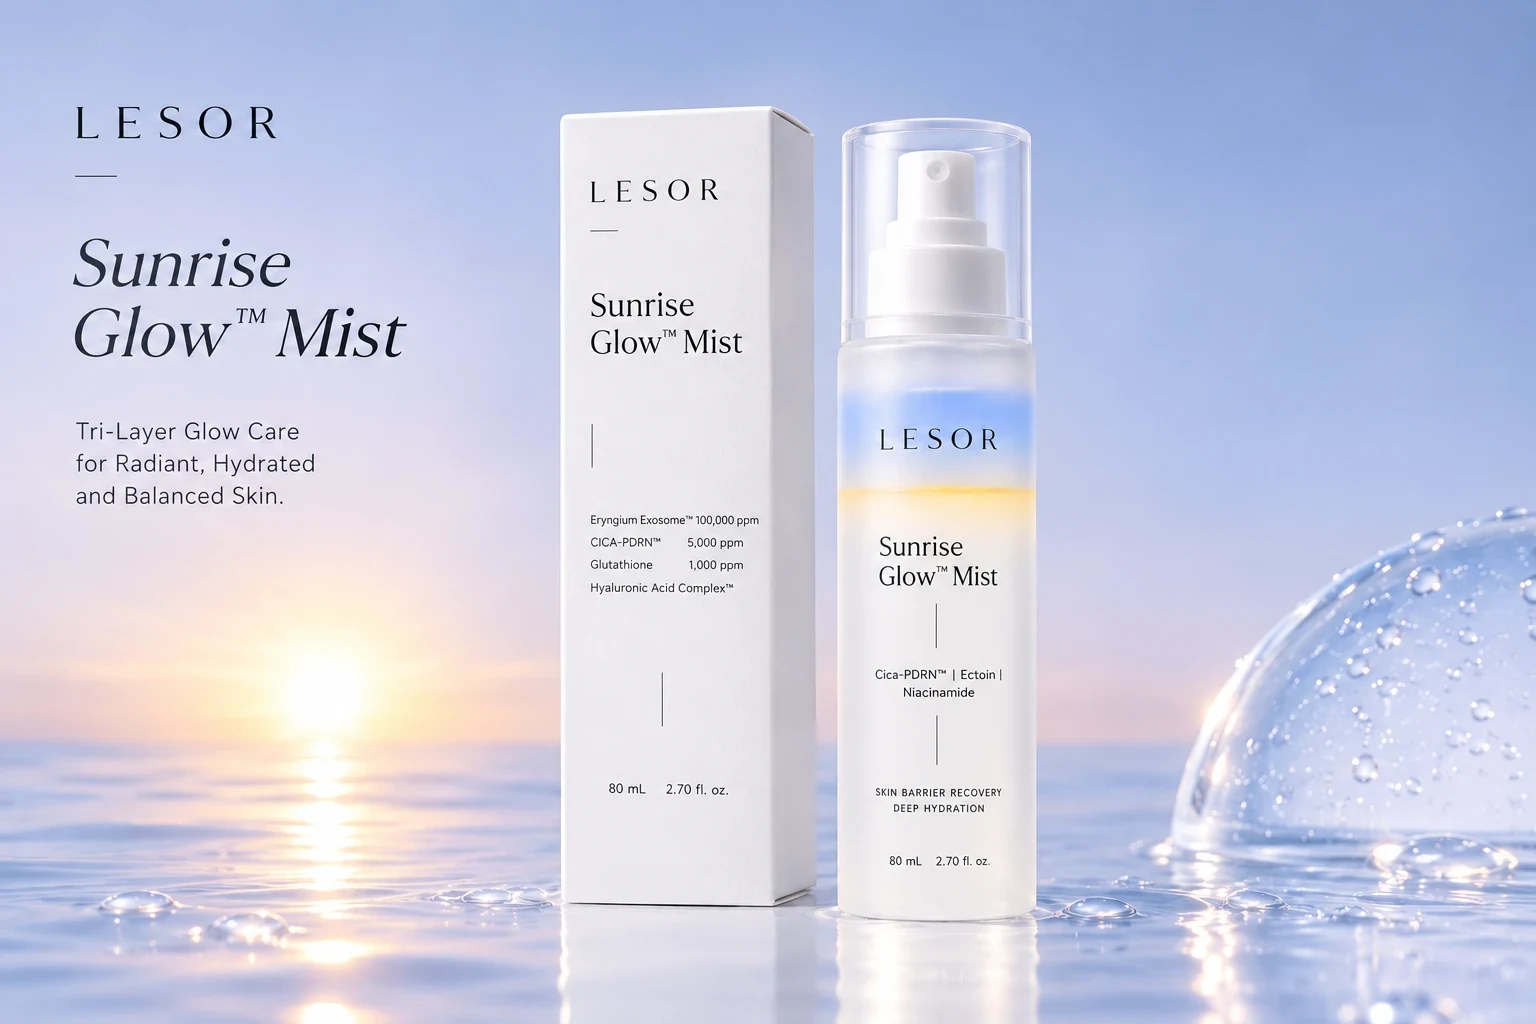 LESOR
Sunrise
Glow™ Mist
Tri-Layer Glow Care
for Radiant, Hydrated
and Balanced Skin.
LESOR
Sunrise
Glow™ Mist
Eryngium Exosome™ 100,000 ppm
CICA-PDRN™ 5,000 ppm
Glutathione 1,000 ppm
Hyaluronic Acid Complex™
80 mL 2.70 fl. oz.
LESOR
Sunrise
Glow™ Mist
Cica-PDRN™ | Ectoin |
Niacinamide
SKIN BARRIER RECOVERY
DEEP HYDRATION
80 mL 2.70 fl. oz.